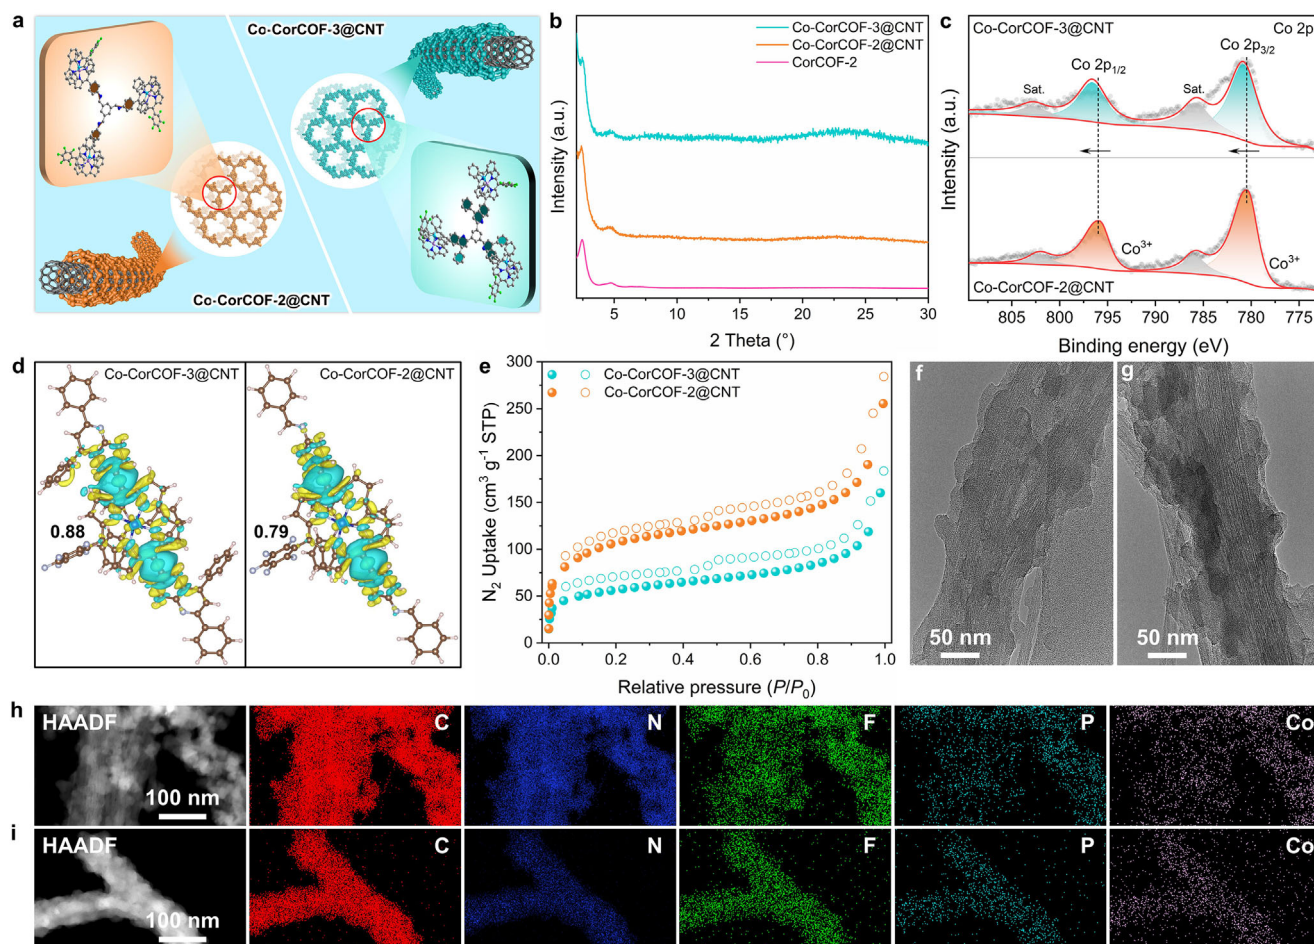 a
Co-CorCOF-3@CNT
Co-CorCOF-2@CNT
b
Co-CorCOF-3@CNT
Co-CorCOF-2@CNT
CorCOF-2
Intensity (a.u.)
5 10 15 20 25 30
2 Theta (°)
c
Co-CorCOF-3@CNT
Co 2p
Co 2p3/2
Co 2p1/2
Sat.
Sat.
Co3+
Co3+
Co-CorCOF-2@CNT
Intensity (a.u.)
805 800 795 790 785 780 775
Binding energy (eV)
d
Co-CorCOF-3@CNT
Co-CorCOF-2@CNT
0.88
0.79
e
Co-CorCOF-3@CNT
Co-CorCOF-2@CNT
N2 Uptake (cm3 g-1 STP)
300
250
200
150
100
50
0
0.0 0.2 0.4 0.6 0.8 1.0
Relative pressure (P/P0)
f
50 nm
g
50 nm
h
HAADF
100 nm
C
N
F
P
Co
i
HAADF
100 nm
C
N
F
P
Co